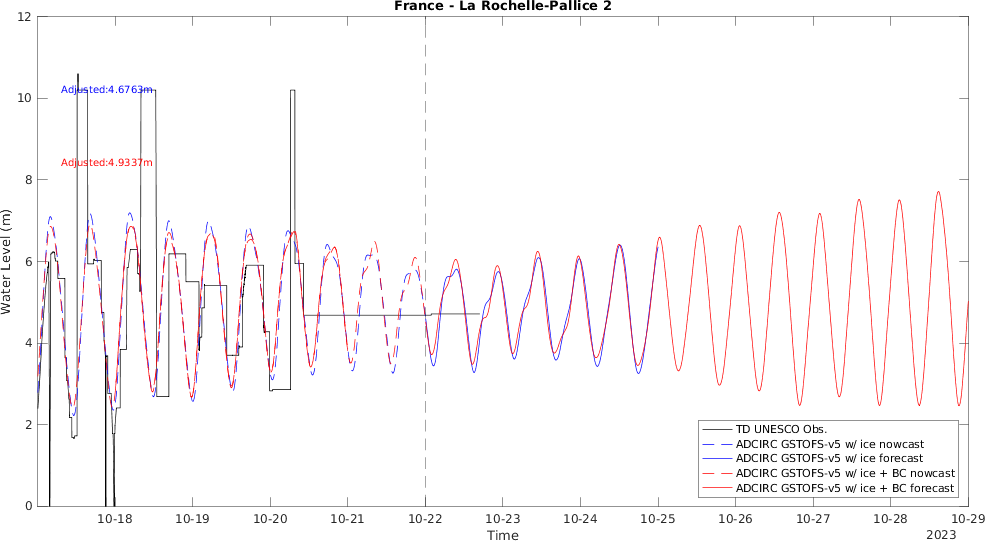 France - La Rochelle-Pallice 2
12
10
8
6
4
2
0
Water Level (m)
Adjusted:4.6763m
Adjusted:4.9337m
TD UNESCO Obs.
ADCIRC GSTOFS-v5 w/ ice nowcast
ADCIRC GSTOFS-v5 w/ ice forecast
ADCIRC GSTOFS-v5 w/ ice + BC nowcast
ADCIRC GSTOFS-v5 w/ ice + BC forecast
10-18 10-19 10-20 10-21 10-22 10-23 10-24 10-25 10-26 10-27 10-28 10-29
Time
2023